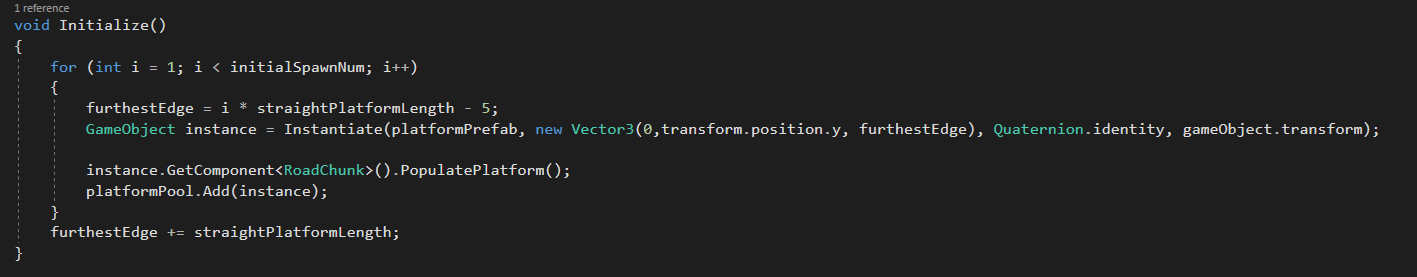 1 reference
void Initialize()
{
for (int i = 1; i < initialSpawnNum; i++)
{
furthestEdge = i * straightPlatformLength - 5;
GameObject instance = Instantiate(platformPrefab, new Vector3(0,transform.position.y, furthestEdge), Quaternion.identity, gameObject.transform);
instance.GetComponent<RoadChunk>().PopulatePlatform();
platformPool.Add(instance);
}
furthestEdge += straightPlatformLength;
}